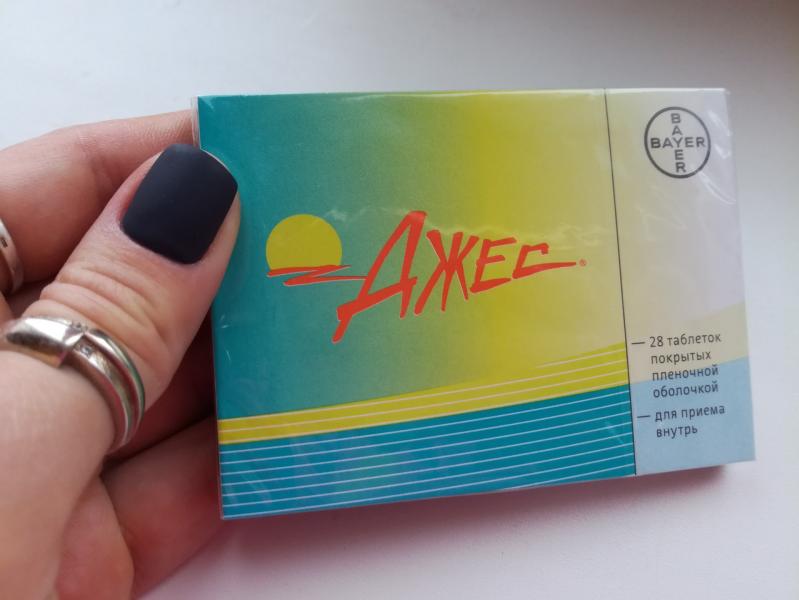 BAYER
BAYER
Джес®
— 28 таблеток
покрытых
пленочной
оболочкой
— для приема
внутрь